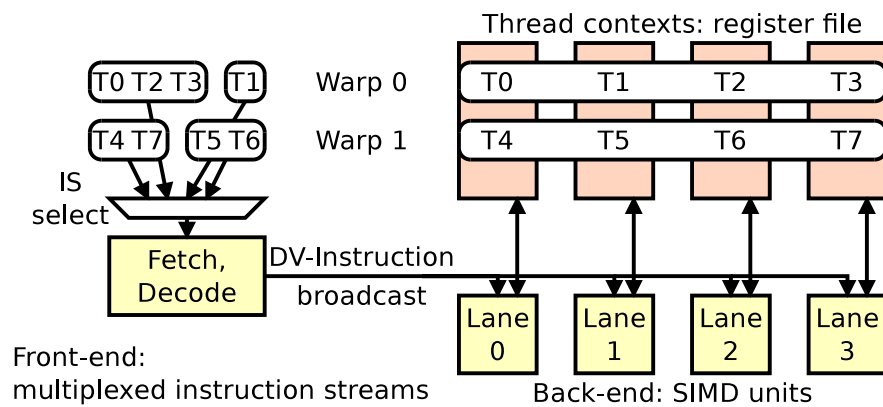 Thread contexts: register file
T0 T2 T3 T1 Warp 0 T0 T1 T2 T3
T4 T7 T5 T6 Warp 1 T4 T5 T6 T7
IS
select
Fetch,
Decode
DV-Instruction
broadcast
Lane
0
Lane
1
Lane
2
Lane
3
Front-end:
multiplexed instruction streams
Back-end: SIMD units